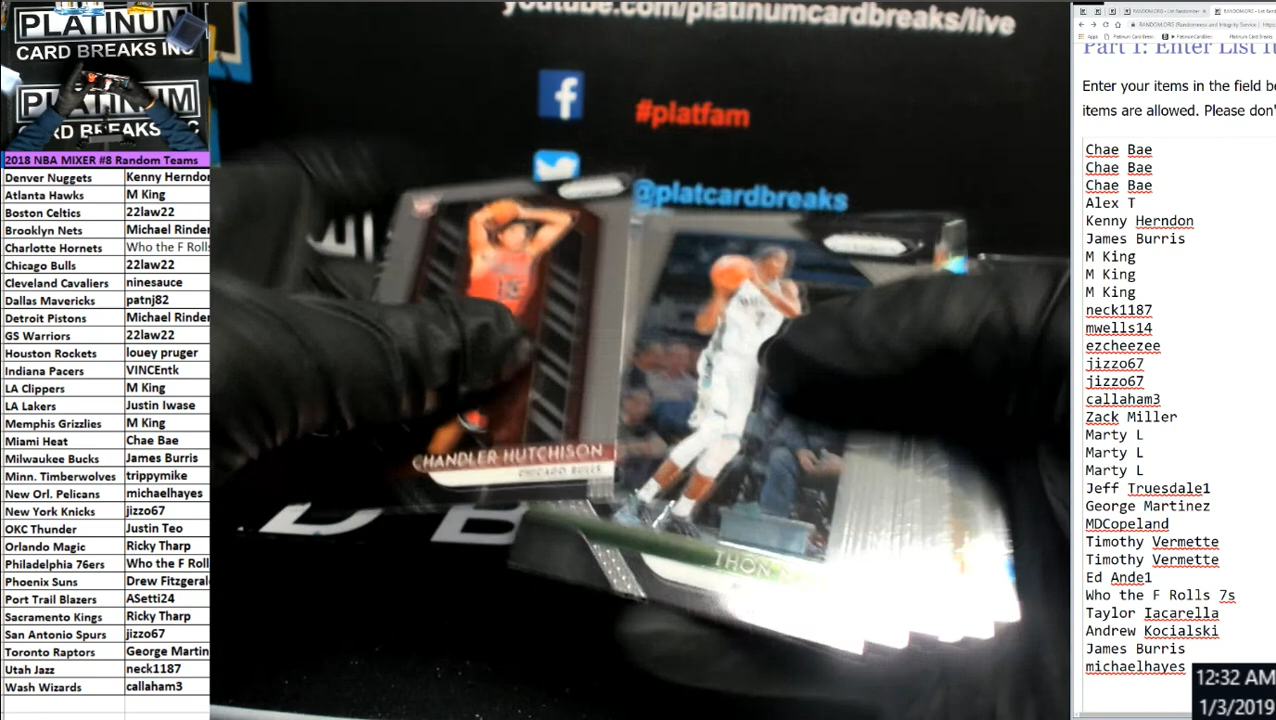 PLATINUM
CARD BREAKS INC
PLATINUM
CARD BREAKS
2018 NBA MIXER #8 Random Teams
Denver Nuggets Kenny Herndon
Atlanta Hawks M King
Boston Celtics 22law22
Brooklyn Nets Michael Rinder
Charlotte Hornets Who the F Rolls
Chicago Bulls 22law22
Cleveland Cavaliers ninesauce
Dallas Mavericks patnj82
Detroit Pistons Michael Rinder
GS Warriors 22law22
Houston Rockets louey pruger
Indiana Pacers VINCEntk
LA Clippers M King
LA Lakers Justin Iwase
Memphis Grizzlies M King
Miami Heat Chae Bae
Milwaukee Bucks James Burris
Minn. Timberwolves trippymike
New Orl. Pelicans michaelhayes
New York Knicks jizzo67
OKC Thunder Justin Teo
Orlando Magic Ricky Tharp
Philadelphia 76ers Who the F Roll
Phoenix Suns Drew Fitzgeral
Port Trail Blazers ASetti24
Sacramento Kings Ricky Tharp
San Antonio Spurs jizzo67
Toronto Raptors George Martin
Utah Jazz neck1187
Wash Wizards callaham3
youtube.com/platinumcardbreaks/live
f
#platfam
@platcardbreaks
CHANDLER HUTCHISON
CHICAGO BULLS
THON
Part 1: Enter List It
Enter your items in the field be
items are allowed. Please don'
Chae Bae
Chae Bae
Chae Bae
Alex T
Kenny Herndon
James Burris
M King
M King
M King
neck1187
mwells14
ezcheezee
jizzo67
jizzo67
callaham3
Zack Miller
Marty L
Marty L
Marty L
Jeff Truesdale1
George Martinez
MDCopeland
Timothy Vermette
Timothy Vermette
Ed Ande1
Who the F Rolls 7s
Taylor Iacarella
Andrew Kocialski
James Burris
michaelhayes
12:32 AM
1/3/2019